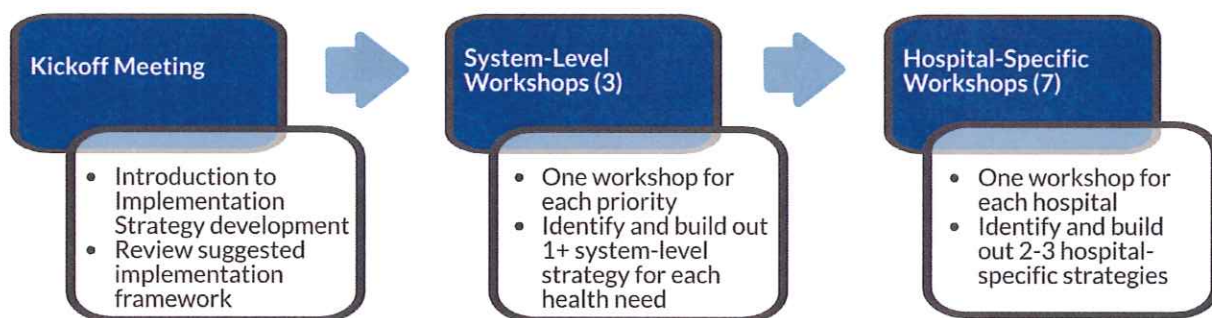 Kickoff Meeting
• Introduction to
Implementation
Strategy development
• Review suggested
implementation
framework
System-Level
Workshops (3)
• One workshop for
each priority
• Identify and build out
1+ system-level
strategy for each
health need
Hospital-Specific
Workshops (7)
• One workshop for
each hospital
• Identify and build
out 2-3 hospital-
specific strategies